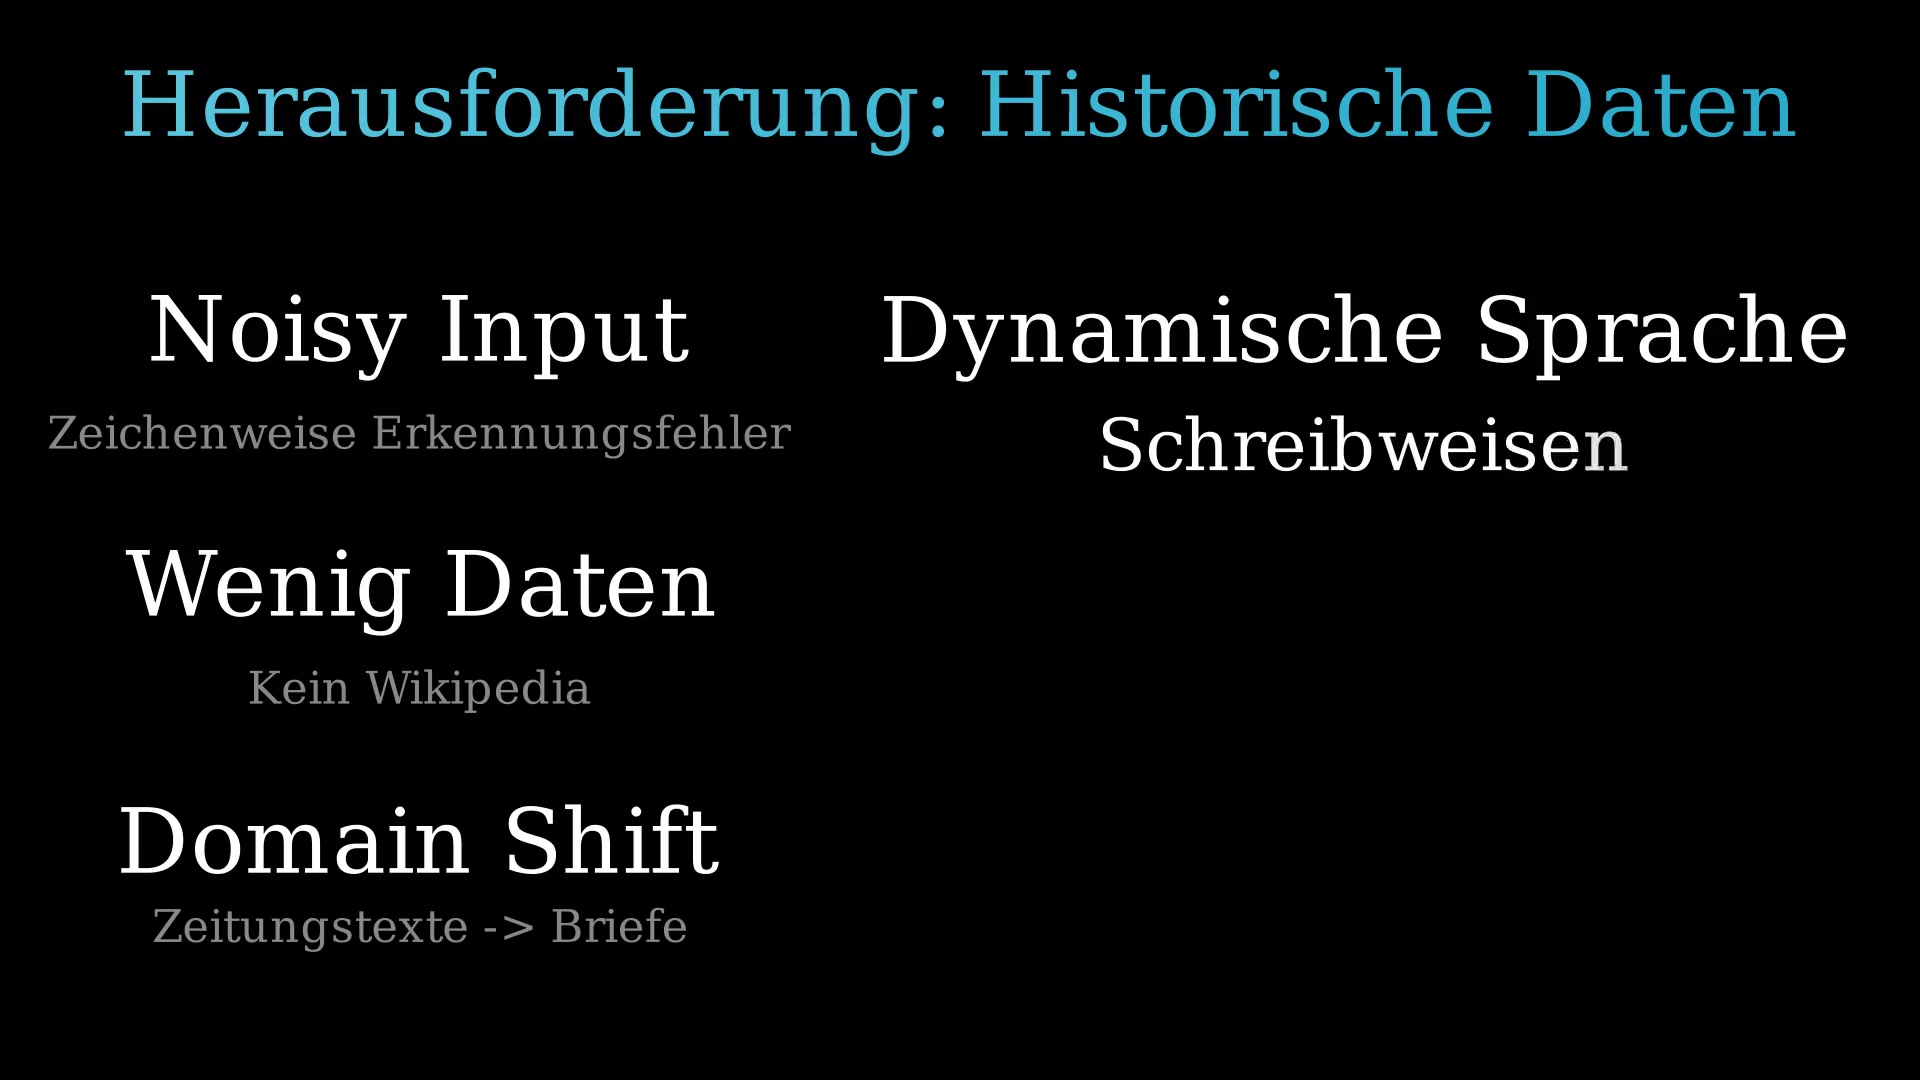 Herausforderung: Historische Daten
Noisy Input
Zeichenweise Erkennungsfehler
Wenig Daten
Kein Wikipedia
Domain Shift
Zeitungstexte -> Briefe
Dynamische Sprache
Schreibweisen